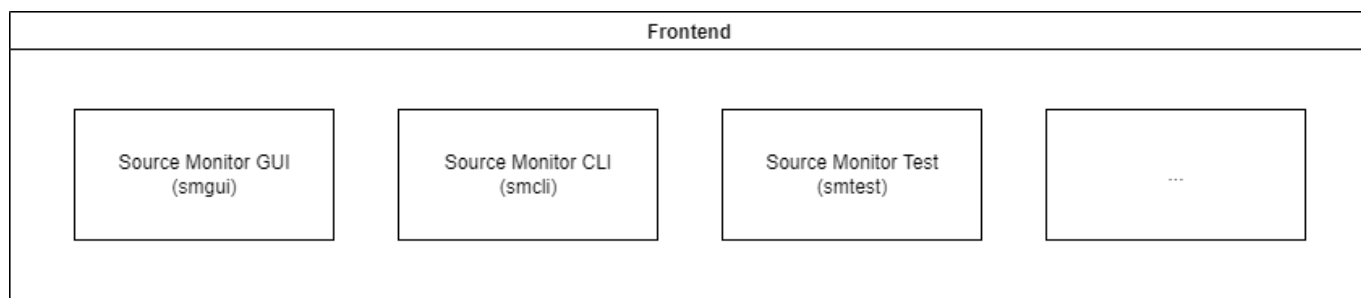 Frontend
Source Monitor GUI
(smgui)
Source Monitor CLI
(smcli)
Source Monitor Test
(smtest)
...